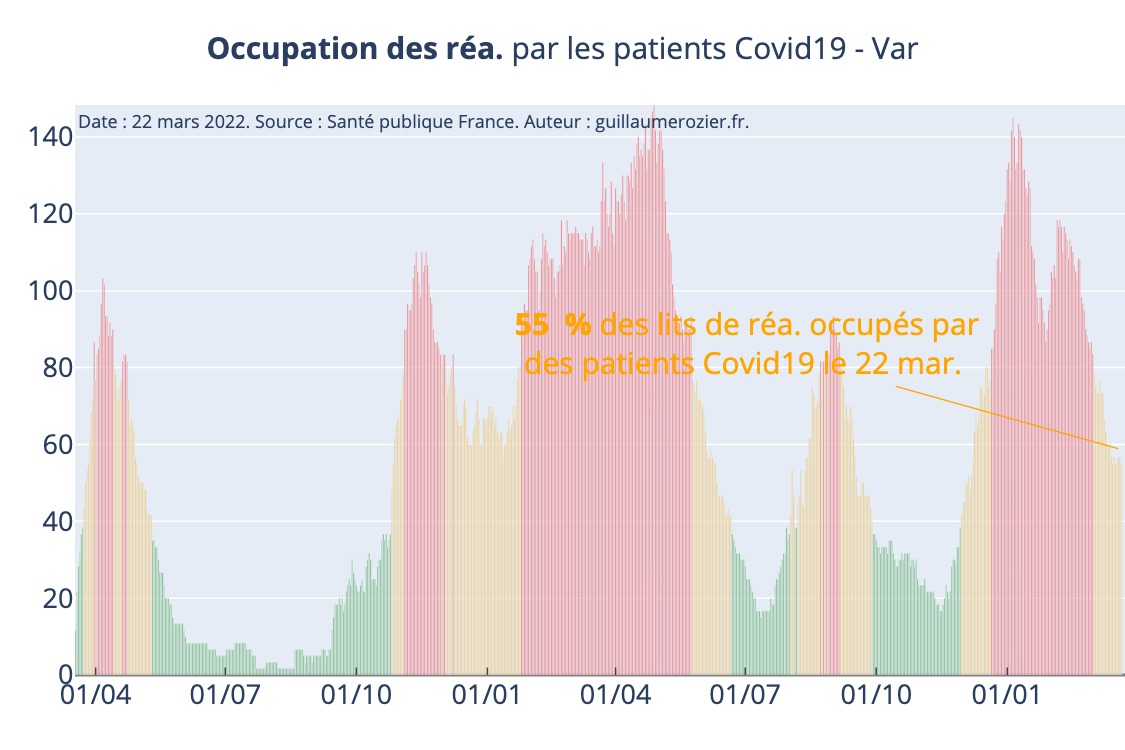 Occupation des réa. par les patients Covid19 - Var
Date : 22 mars 2022. Source : Santé publique France. Auteur : guillaumerozier.fr.
140
120
100
80
60
40
20
0
55 % des lits de réa. occupés par
des patients Covid19 le 22 mar.
01/04 01/07 01/10 01/01 01/04 01/07 01/10 01/01